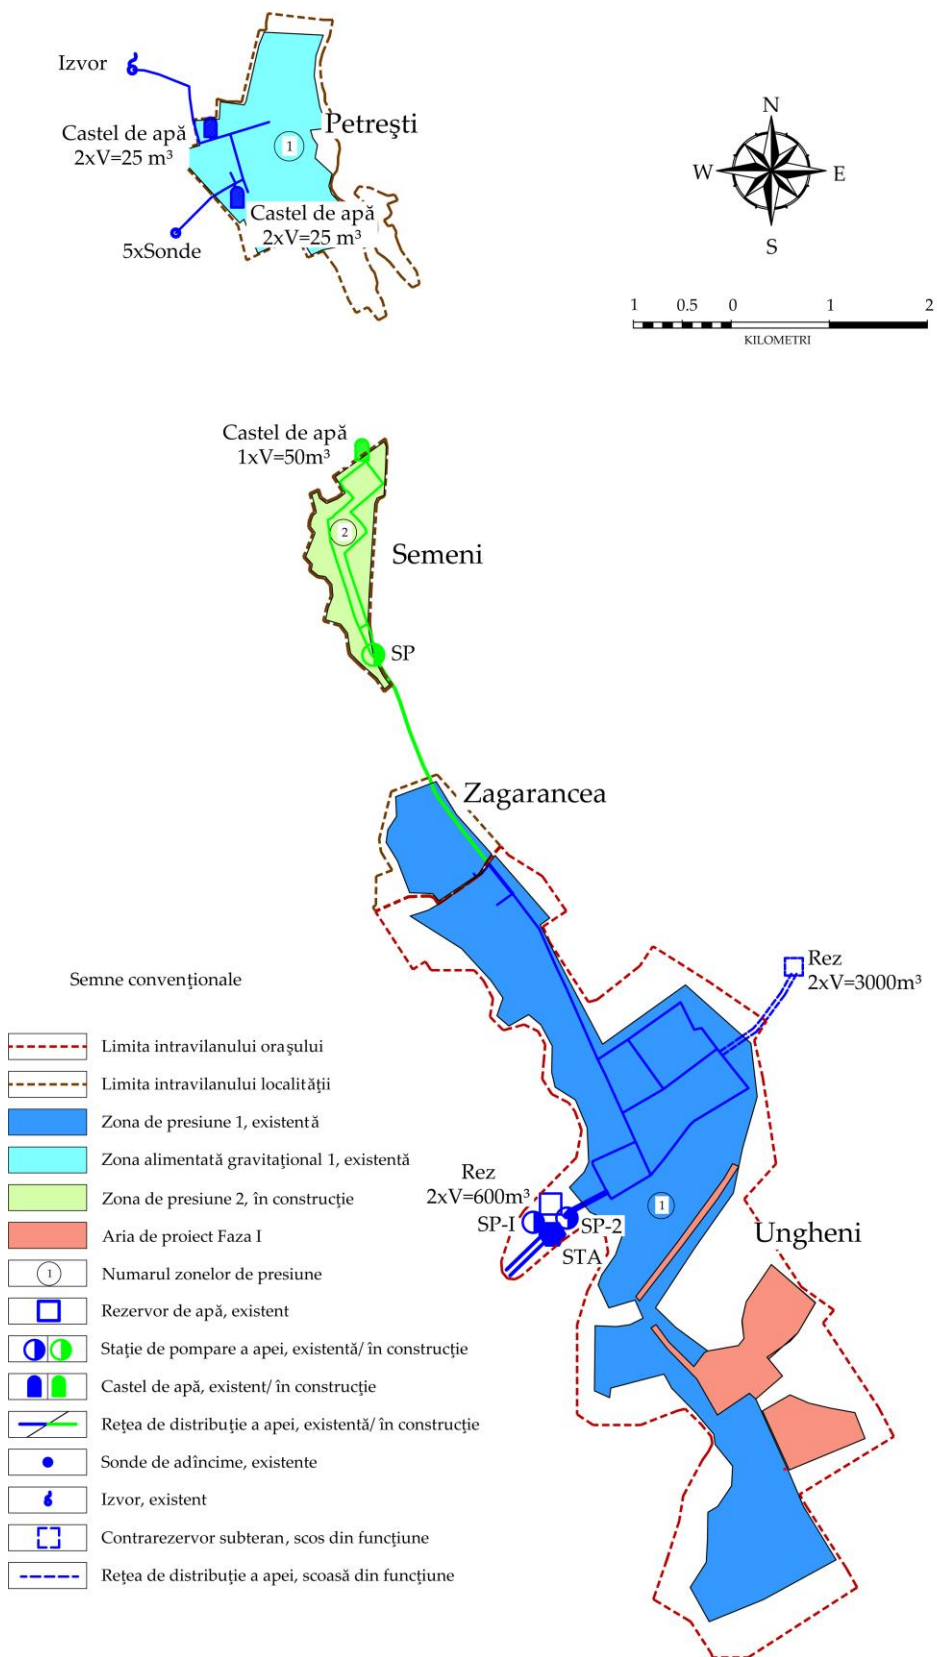 Izvor
Castel de apă
2xV=25 m³
Petreşti
1
Castel de apă
2xV=25 m³
5xSonde
N
W
E
S
1 0.5 0 1 2
KILOMETRI
Castel de apă
1xV=50m³
2
Semeni
SP
Zagarancea
Rez
2xV=3000m³
Rez
2xV=600m³
SP-I
SP-2
STA
1
Ungheni
Semne convenţionale
Limita intravilanului oraşului
Limita intravilanului localităţii
Zona de presiune 1, existentă
Zona alimentată gravitaţional 1, existentă
Zona de presiune 2, în construcţie
Aria de proiect Faza I
1
Numarul zonelor de presiune
Rezervor de apă, existent
Staţie de pompare a apei, existentă/ în construcţie
Castel de apă, existent/ în construcţie
Reţea de distribuţie a apei, existentă/ în construcţie
Sonde de adîncime, existente
Izvor, existent
Contrarezervor subteran, scos din funcţiune
Reţea de distribuţie a apei, scoasă din funcţiune